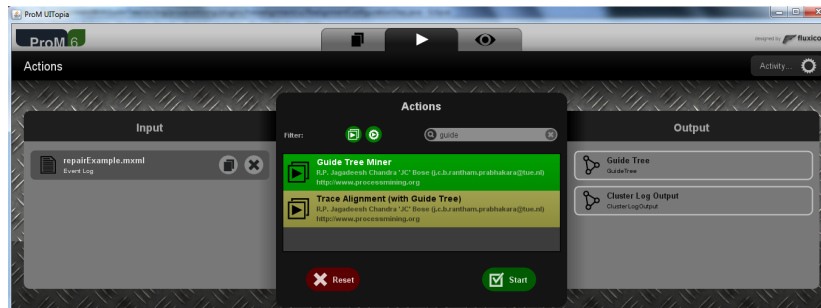 ProM UITopia
ProM 6
designed by fluxico
Actions
Activity...
Input
repairExample.mxml
Event Log
Actions
Filter:
guide
Guide Tree Miner
R.P. Jagadeesh Chandra 'JC' Bose (j.c.b.rantham.prabhakara@tue.nl)
http://www.processmining.org
Trace Alignment (with Guide Tree)
R.P. Jagadeesh Chandra 'JC' Bose (j.c.b.rantham.prabhakara@tue.nl)
http://www.processmining.org
Reset
Start
Output
Guide Tree
GuideTree
Cluster Log Output
ClusterLogOutput